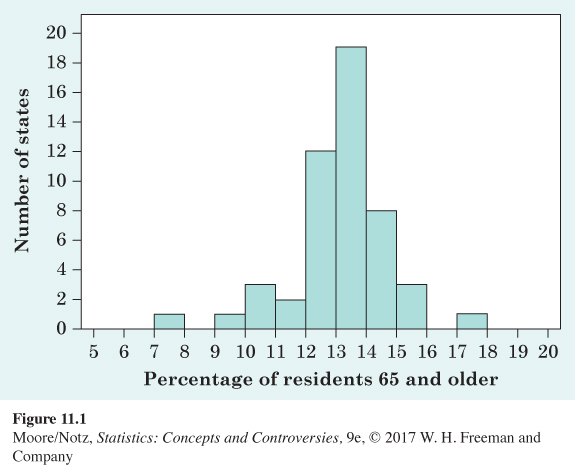 20
18
16
14
12
10
8
6
4
2
0
Number of states
5 6 7 8 9 10 11 12 13 14 15 16 17 18 19 20
Percentage of residents 65 and older
Figure 11.1
Moore/Notz, Statistics: Concepts and Controversies, 9e, © 2017 W. H. Freeman and
Company